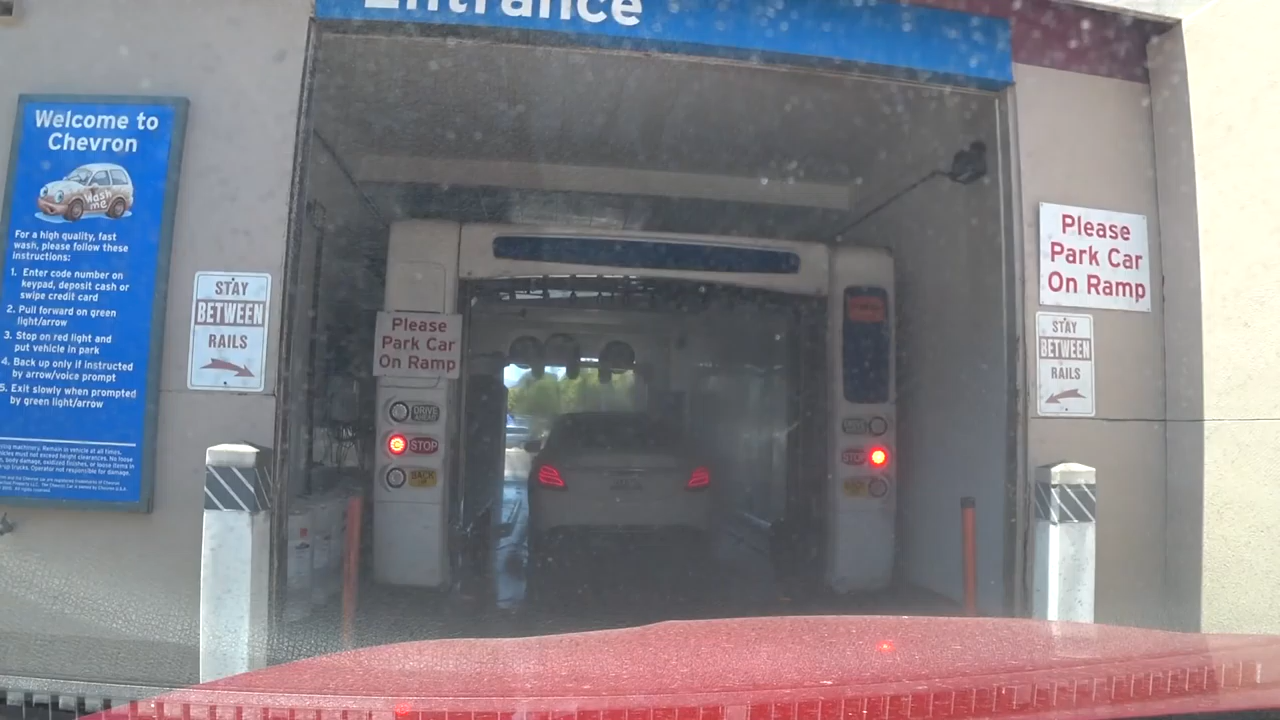 Entrance
Welcome to
Chevron
Wash
me
For a high quality, fast
wash, please follow these
instructions:
1. Enter code number on
keypad, deposit cash or
swipe credit card
2. Pull forward on green
light/arrow
3. Stop on red light and
put vehicle in park
4. Back up only if instructed
by arrow/voice prompt
5. Exit slowly when prompted
by green light/arrow
STAY
BETWEEN
RAILS
Please
Park Car
On Ramp
DRIVE
STOP
BACK
STOP
Please
Park Car
On Ramp
STAY
BETWEEN
RAILS